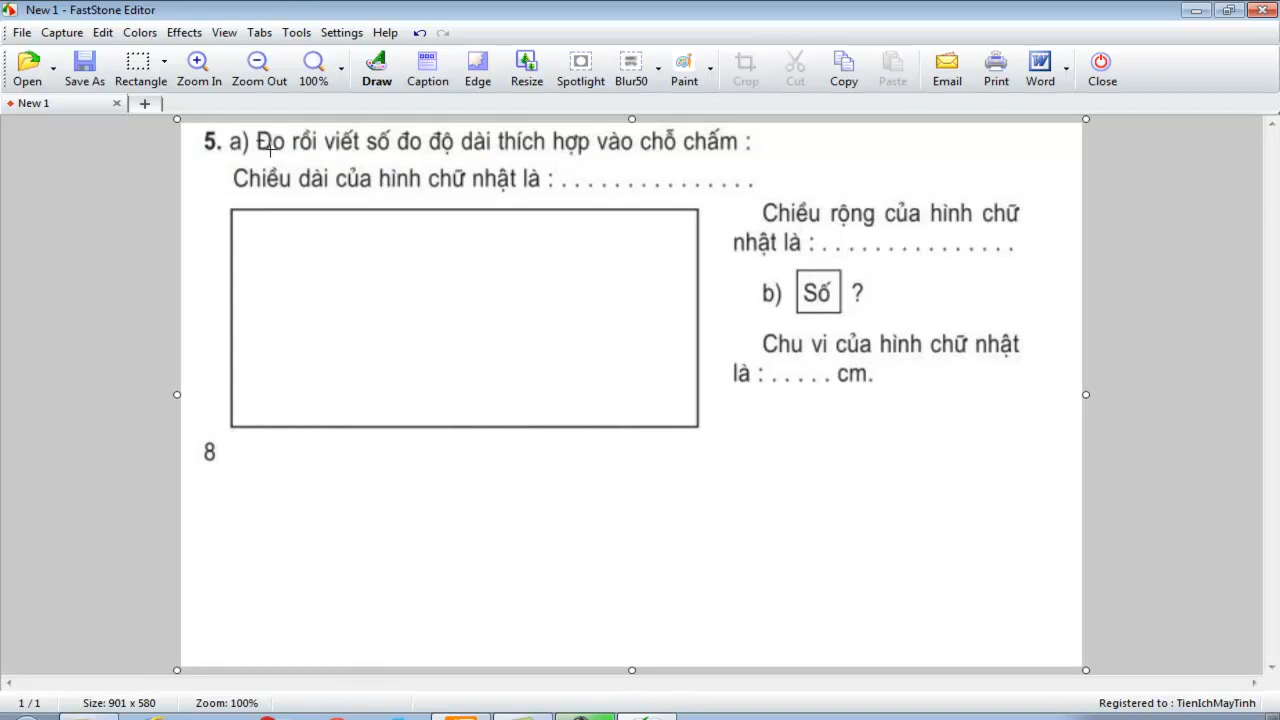 New 1 - FastStone Editor
File Capture Edit Colors Effects View Tabs Tools Settings Help
Open Save As Rectangle Zoom In Zoom Out 100% Draw Caption Edge Resize Spotlight Blur50 Paint Crop Cut Copy Paste Email Print Word Close
New 1
5. a) Đo rồi viết số đo độ dài thích hợp vào chỗ chấm :
Chiều dài của hình chữ nhật là : . . . . . . . . . . . . . . .
Chiều rộng của hình chữ
nhật là : . . . . . . . . . . . . . . .
b) Số ?
Chu vi của hình chữ nhật
là : . . . . . cm.
8
1 / 1 Size: 901 x 580 Zoom: 100% Registered to : TienIchMayTinh